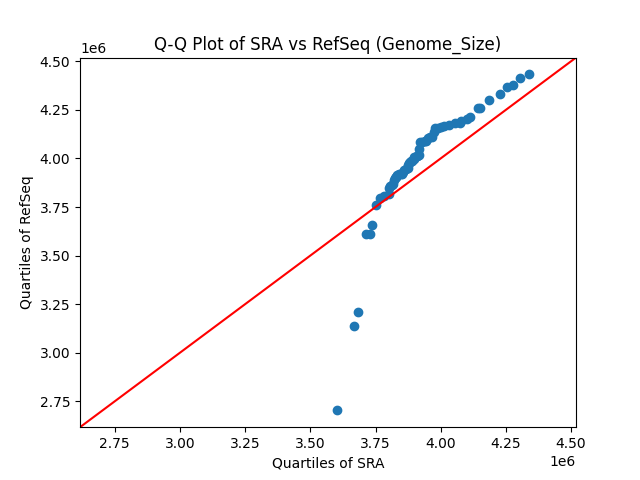 Q-Q Plot of SRA vs RefSeq (Genome_Size)
1e6
4.50
4.25
4.00
3.75
3.50
3.25
3.00
2.75
Quartiles of RefSeq
2.75 3.00 3.25 3.50 3.75 4.00 4.25 4.50
Quartiles of SRA
1e6